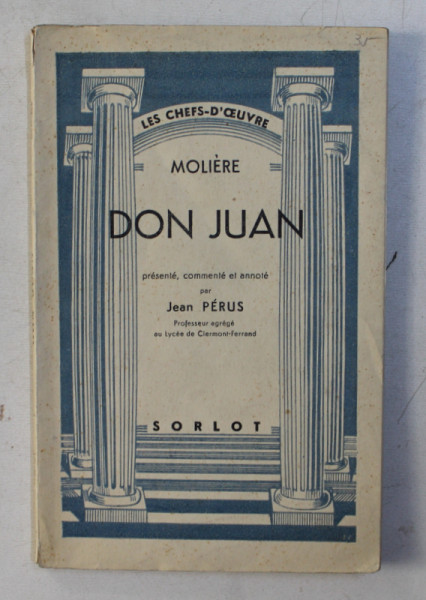 LES CHEFS-D'ŒUVRE
MOLIÈRE
DON JUAN
présenté, commenté et annoté
par
Jean PÉRUS
Professeur agrégé
au Lycée de Clermont-Ferrand
SORLOT